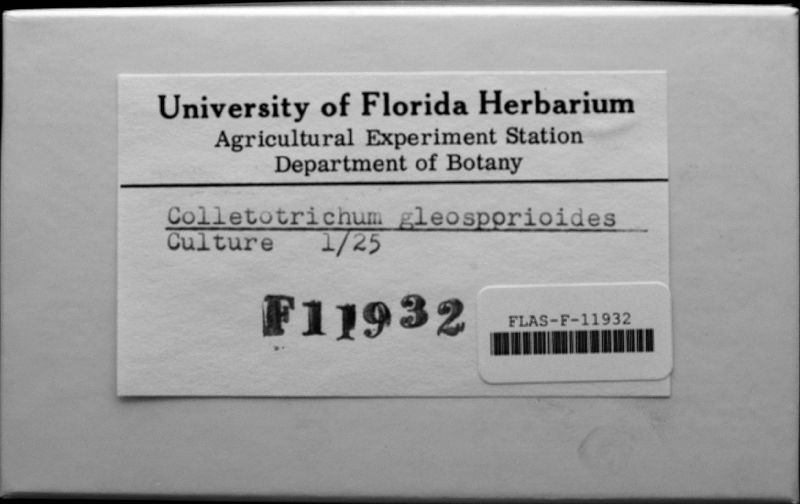 University of Florida Herbarium
Agricultural Experiment Station
Department of Botany
Colletotrichum gleosporioides
Culture 1/25
F11932
FLAS-F-11932